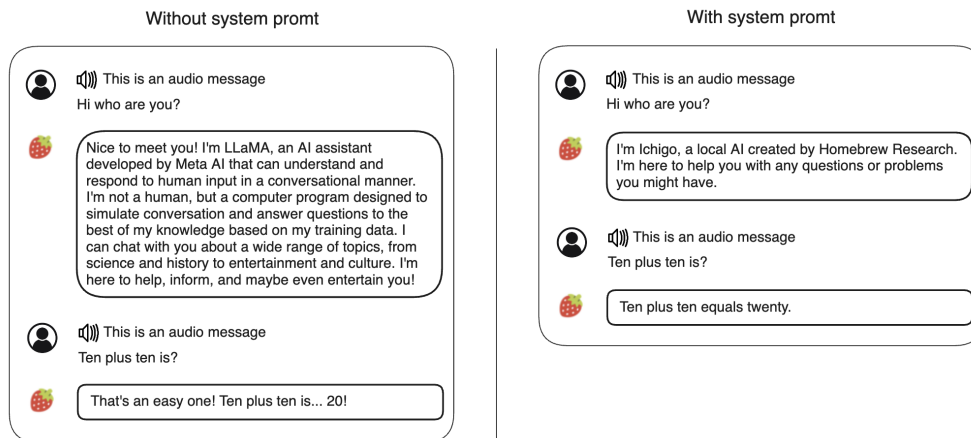 Without system promt
This is an audio message
Hi who are you?
Nice to meet you! I'm LLaMA, an AI assistant
developed by Meta AI that can understand and
respond to human input in a conversational manner.
I'm not a human, but a computer program designed to
simulate conversation and answer questions to the
best of my knowledge based on my training data. I
can chat with you about a wide range of topics, from
science and history to entertainment and culture. I'm
here to help, inform, and maybe even entertain you!
This is an audio message
Ten plus ten is?
That's an easy one! Ten plus ten is... 20!
With system promt
This is an audio message
Hi who are you?
I'm Ichigo, a local AI created by Homebrew Research.
I'm here to help you with any questions or problems
you might have.
This is an audio message
Ten plus ten is?
Ten plus ten equals twenty.